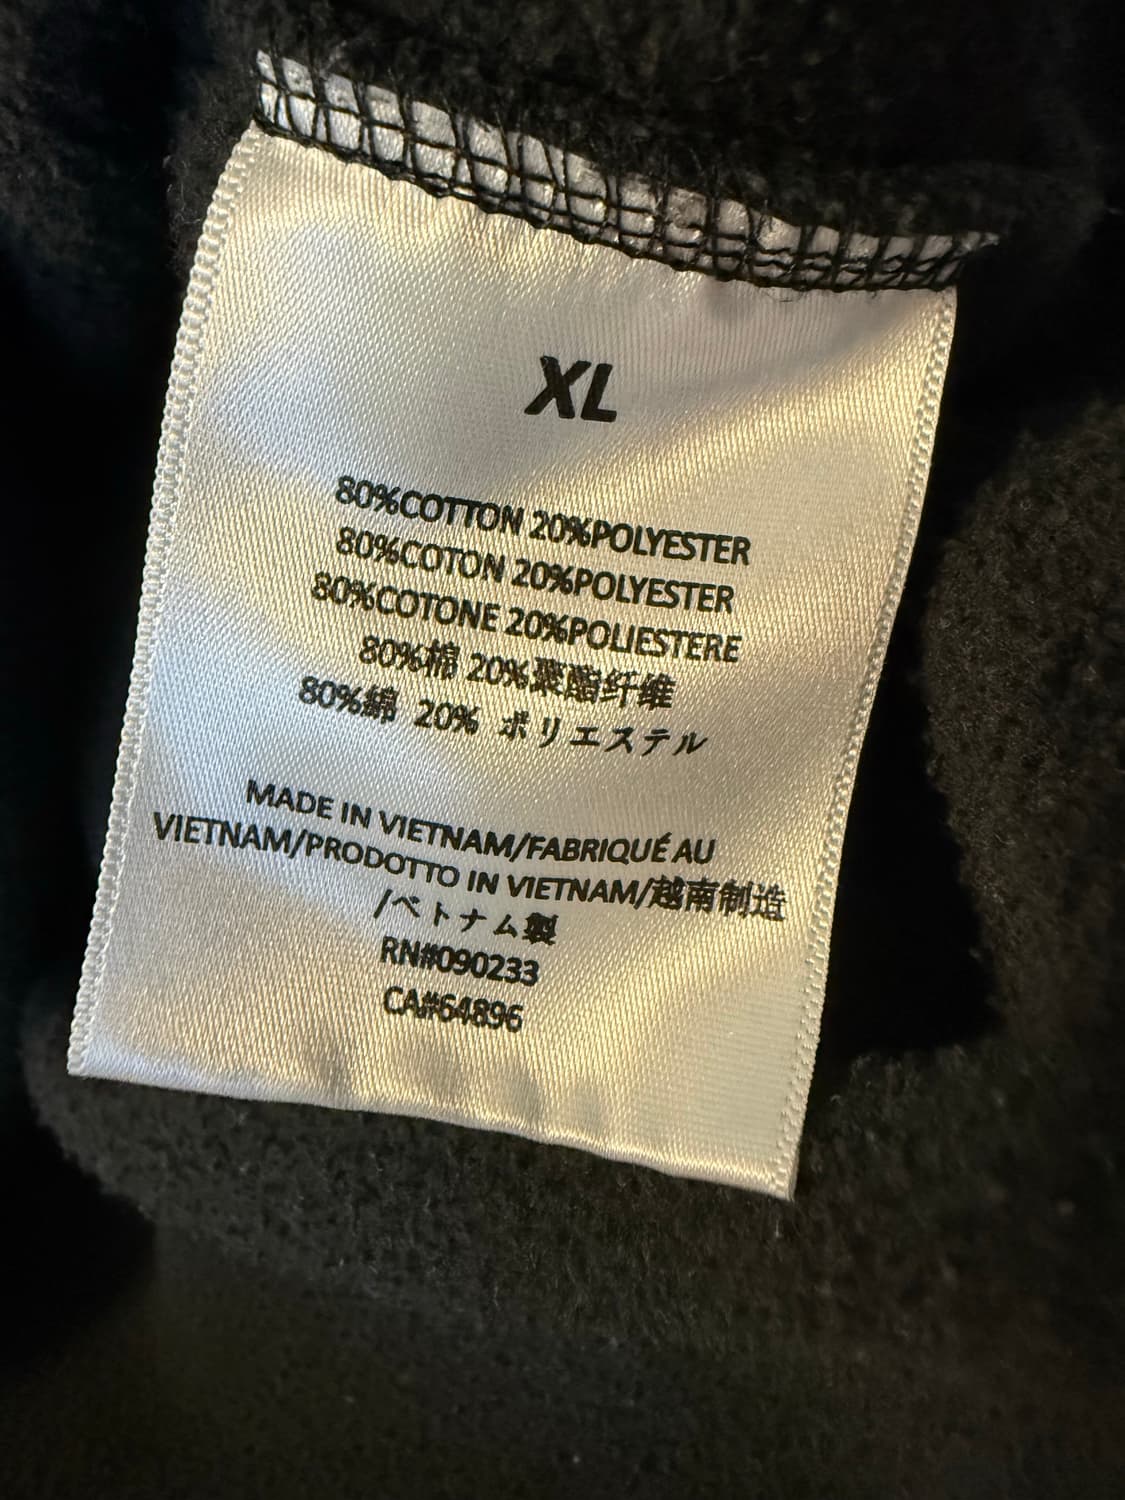 XL
80%COTTON 20%POLYESTER
80%COTON 20%POLYESTER
80%COTONE 20%POLIESTERE
80%棉 20%聚酯纤维
80%綿 20% ポリエステル
MADE IN VIETNAM/FABRIQUÉ AU
VIETNAM/PRODOTTO IN VIETNAM/越南制造
/ベトナム製
RN#090233
CA#64896